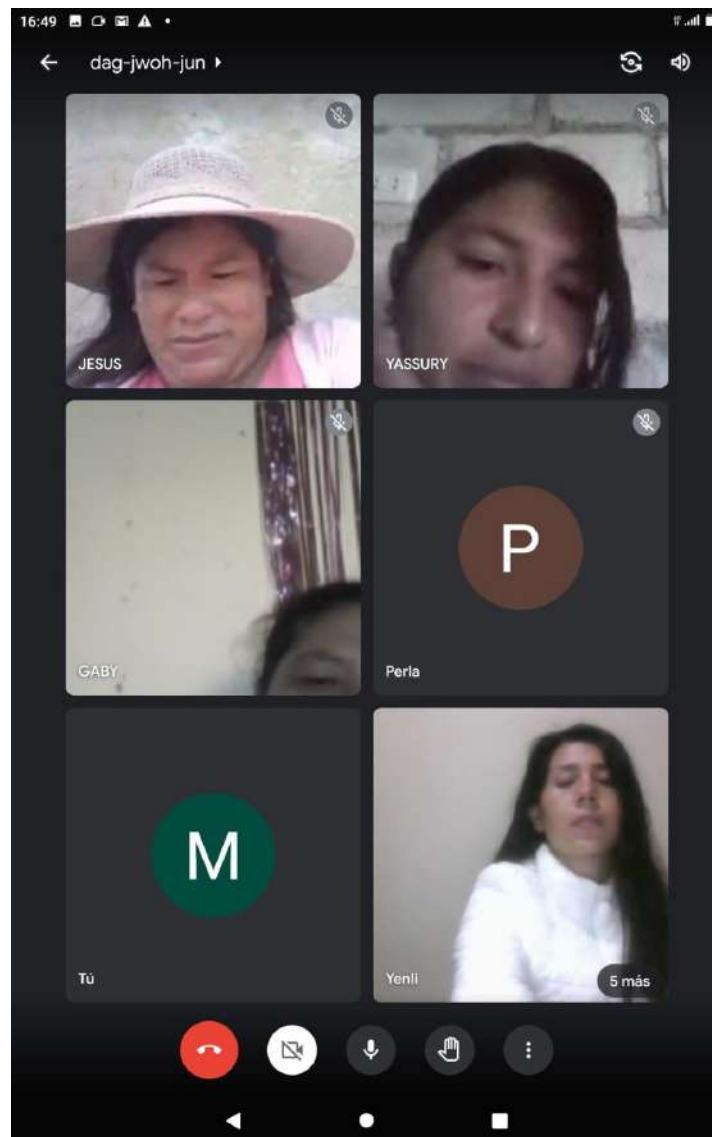 16:49
dag-jwoh-jun
JESUS
YASSURY
GABY
P
Perla
M
Tú
Yenli
5 más